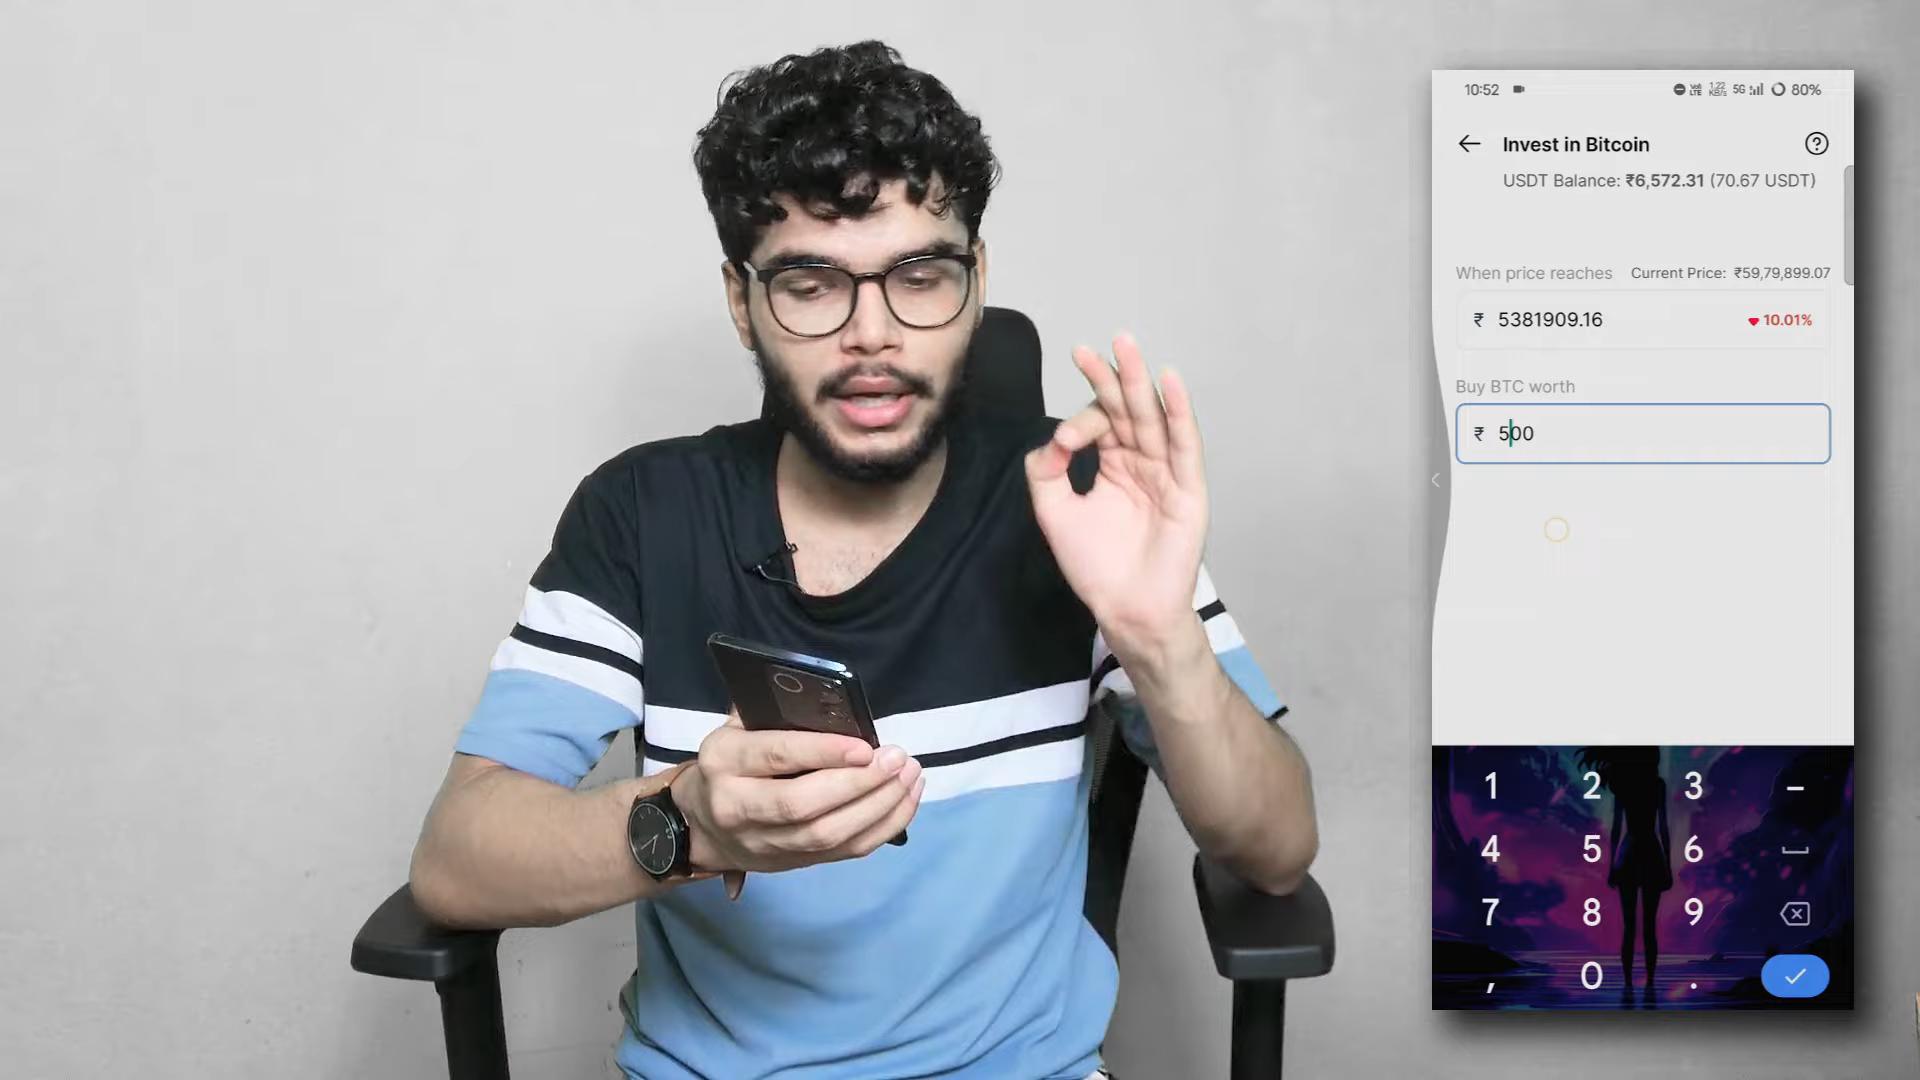 10:52 5G 80%
Invest in Bitcoin
USDT Balance: ₹6,572.31 (70.67 USDT)
When price reaches Current Price: ₹59,79,899.07
₹ 5381909.16 10.01%
Buy BTC worth
₹ 500
1 2 3 -
4 5 6
7 8 9
, 0 .